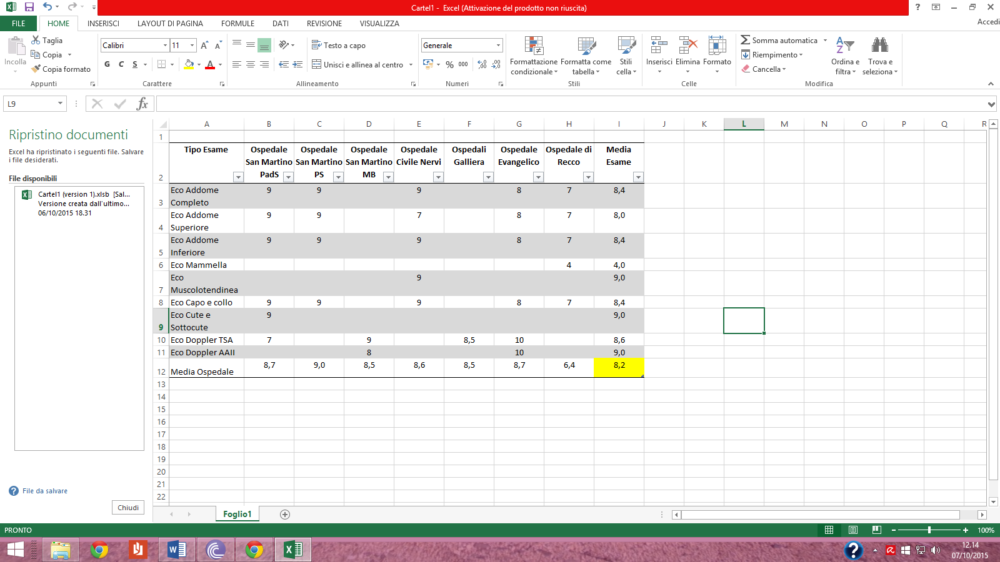 Cartel1 - Excel (Attivazione del prodotto non riuscita)
?
Accedi
FILE HOME INSERISCI LAYOUT DI PAGINA FORMULE DATI REVISIONE VISUALIZZA
Incolla
Taglia
Copia
Copia formato
Appunti
Calibri 11
G C S
Carattere
Testo a capo
Unisci e allinea al centro
Allineamento
Generale
% 000
Numeri
Formattazione condizionale
Formatta come tabella
Stili cella
Stili
Inserisci Elimina Formato
Celle
Somma automatica
Riempimento
Cancella
Ordina e filtra
Trova e seleziona
Modifica
L9
fx
Ripristino documenti
Excel ha ripristinato i seguenti file. Salvare
i file desiderati.
File disponibili
Cartel1 (version 1).xlsb [Sal...
Versione creata dall'ultimo...
06/10/2015 18.31
? File da salvare
Chiudi
A B C D E F G H I J K L M N O P Q R
1
2 Tipo Esame Ospedale San Martino PadS Ospedale San Martino PS Ospedale San Martino MB Ospedale Civile Nervi Ospedali Galliera Ospedale Evangelico Ospedale di Recco Media Esame
3 Eco Addome Completo 9 9 9 8 7 8,4
4 Eco Addome Superiore 9 9 7 8 7 8,0
5 Eco Addome Inferiore 9 9 9 8 7 8,4
6 Eco Mammella 4 4,0
7 Eco Muscolotendinea 9 9,0
8 Eco Capo e collo 9 9 9 8 7 8,4
9 Eco Cute e Sottocute 9 9,0
10 Eco Doppler TSA 7 9 8,5 10 8,6
11 Eco Doppler AAII 8 10 9,0
12 Media Ospedale 8,7 9,0 8,5 8,6 8,5 8,7 6,4 8,2
13
14
15
16
17
18
19
20
21
22
Foglio1
PRONTO
100%
12.14
07/10/2015